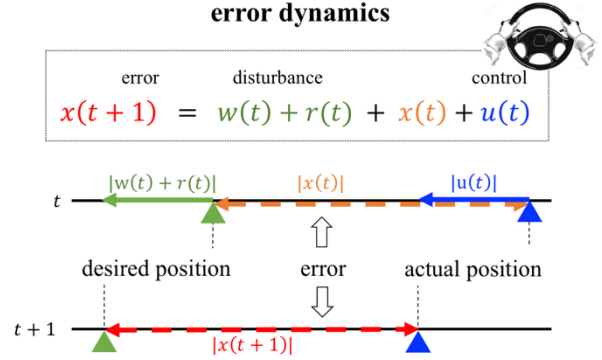 error dynamics
error disturbance control
x(t + 1) = w(t) + r(t) + x(t) + u(t)
|w(t) + r(t)| |x(t)| |u(t)|
t
desired position error actual position
t + 1
|x(t + 1)|